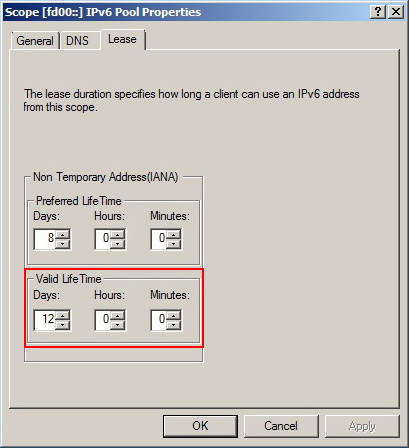 Scope [fd00::] IPv6 Pool Properties
General DNS Lease
The lease duration specifies how long a client can use an IPv6 address
from this scope.
Non Temporary Address(IANA)
Preferred LifeTime
Days: Hours: Minutes:
8 0 0
Valid LifeTime
Days: Hours: Minutes:
12 0 0
OK Cancel Apply